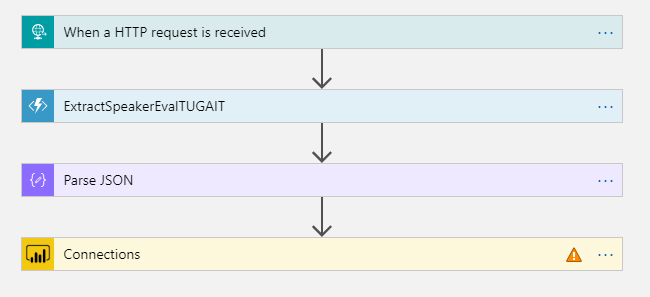 When a HTTP request is received
ExtractSpeakerEvalTUGAIT
Parse JSON
Connections